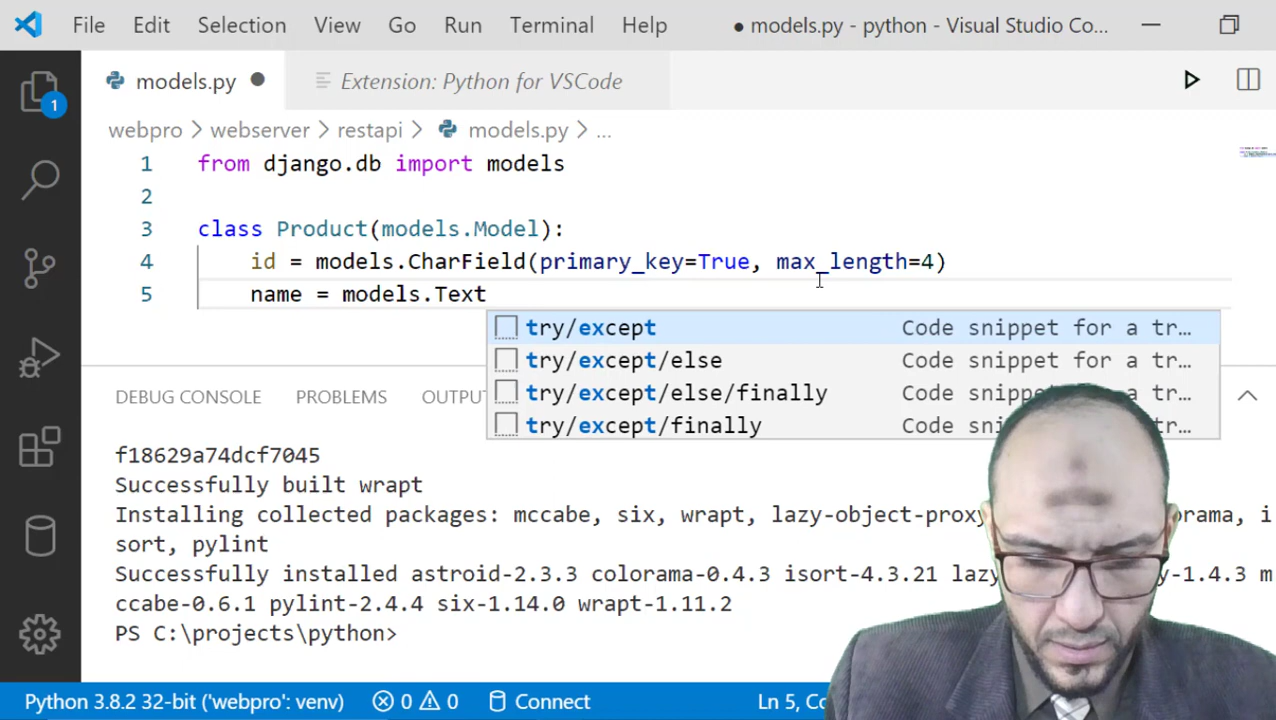 File Edit Selection View Go Run Terminal Help ● models.py - python - Visual Studio Co...
models.py ● Extension: Python for VSCode
webpro > webserver > restapi > models.py > ...
1 from django.db import models
2
3 class Product(models.Model):
4 id = models.CharField(primary_key=True, max_length=4)
5 name = models.Text
try/except Code snippet for a tr...
try/except/else Code snippet for a tr...
try/except/else/finally Code
try/except/finally Code
1
DEBUG CONSOLE PROBLEMS
f18629a74dcf7045
Successfully built wrapt
Installing collected packages: mccabe, six, wrapt, lazy-object-proxy
sort, pylint
Successfully installed astroid-2.3.3 colorama-0.4.3 isort-4.3.21 -1.4.3 m
ccabe-0.6.1 pylint-2.4.4 six-1.14.0 wrapt-1.11.2
PS C:\projects\python>
Python 3.8.2 32-bit ('webpro': venv) 0 0 Connect Ln 5,